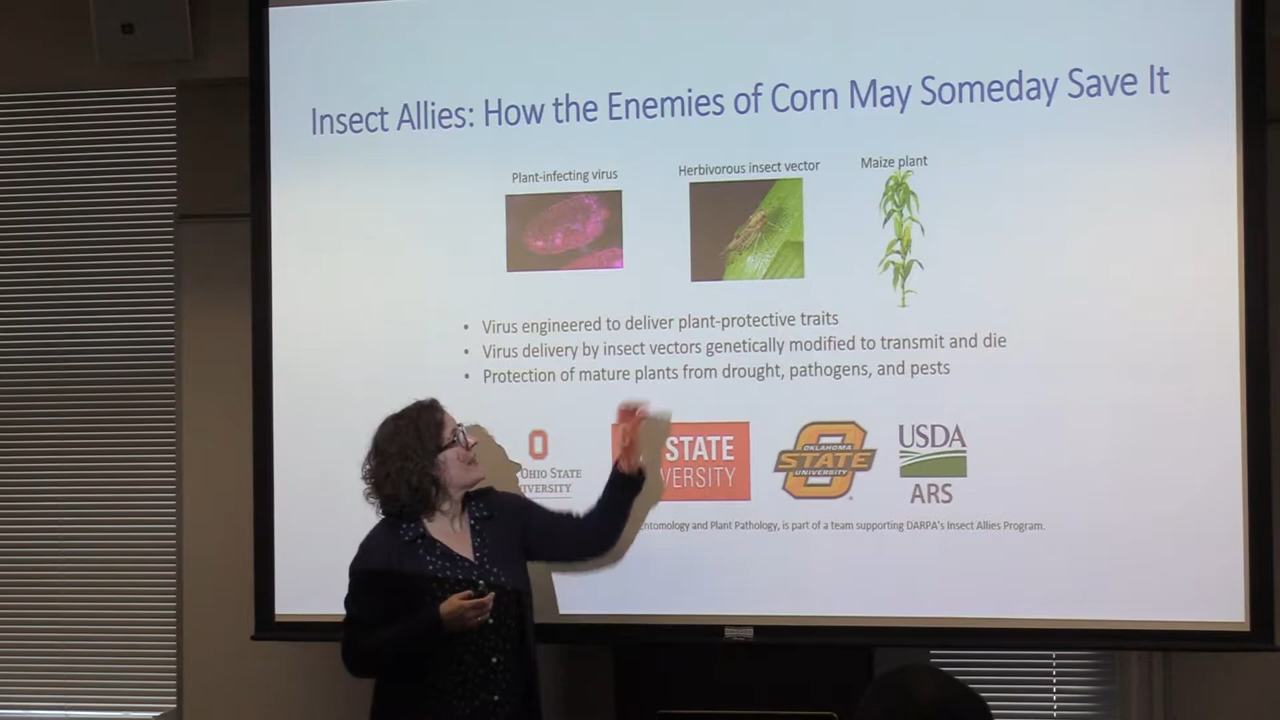 Insect Allies: How the Enemies of Corn May Someday Save It
Plant-infecting virus
Herbivorous insect vector
Maize plant
• Virus engineered to deliver plant-protective traits
• Virus delivery by insect vectors genetically modified to transmit and die
• Protection of mature plants from drought, pathogens, and pests
OHIO STATE
STATE
OKLAHOMA
STATE
UNIVERSITY
USDA
ARS
Entomology and Plant Pathology, is part of a team supporting DARPA's Insect Allies Program.